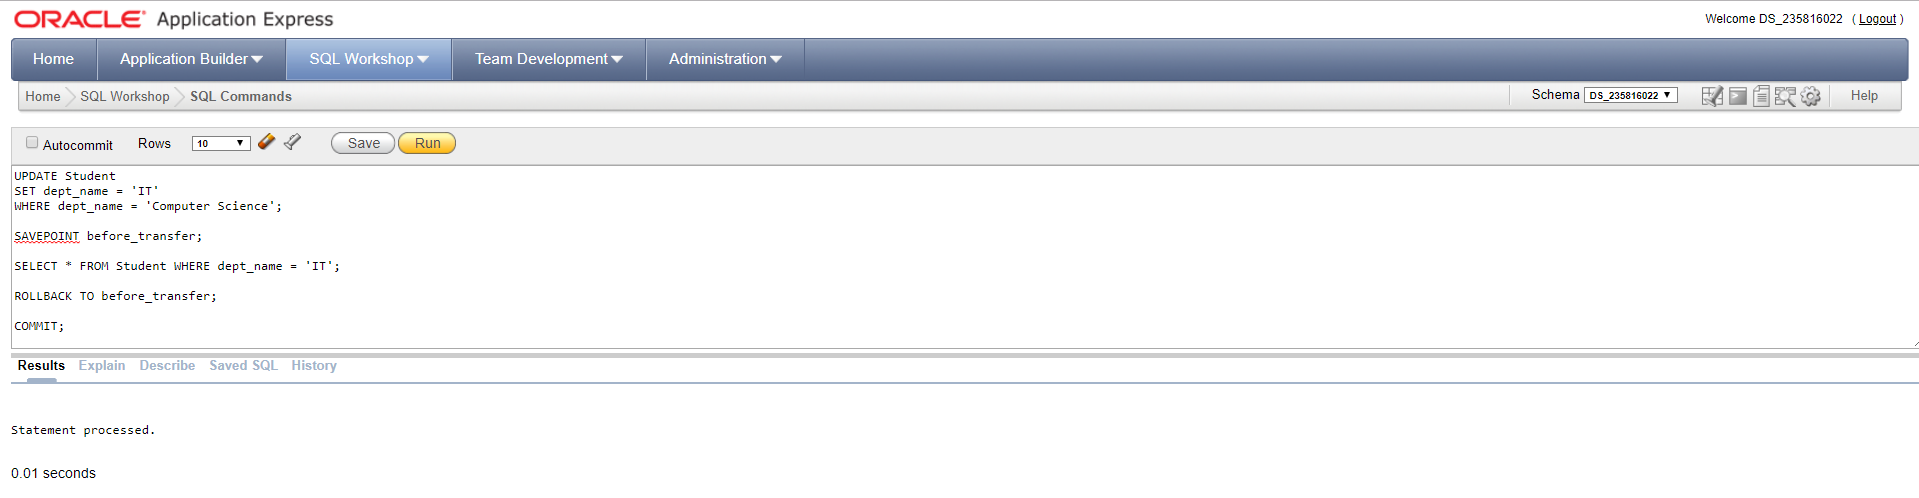 ORACLE Application Express
Welcome DS_235816022 ( Logout )
Home Application Builder SQL Workshop Team Development Administration
Home SQL Workshop SQL Commands
Schema DS_235816022 Help
Autocommit Rows 10 Save Run
UPDATE Student
SET dept_name = 'IT'
WHERE dept_name = 'Computer Science';
SAVEPOINT before_transfer;
SELECT * FROM Student WHERE dept_name = 'IT';
ROLLBACK TO before_transfer;
COMMIT;
Results Explain Describe Saved SQL History
Statement processed.
0.01 seconds